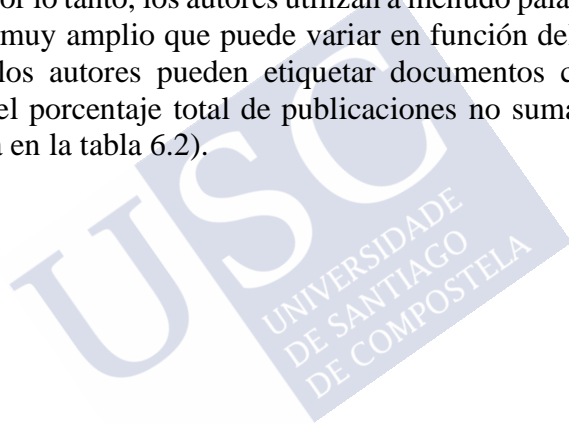 or lo tanto, los autores utilizan a menudo
muy amplio que puede variar en función del
los autores pueden etiquetar documentos
el porcentaje total de publicaciones no suma
en la tabla 6.2).
USC
UNIVERSIDADE
DE SANTIAGO
DE COMPOSTELA